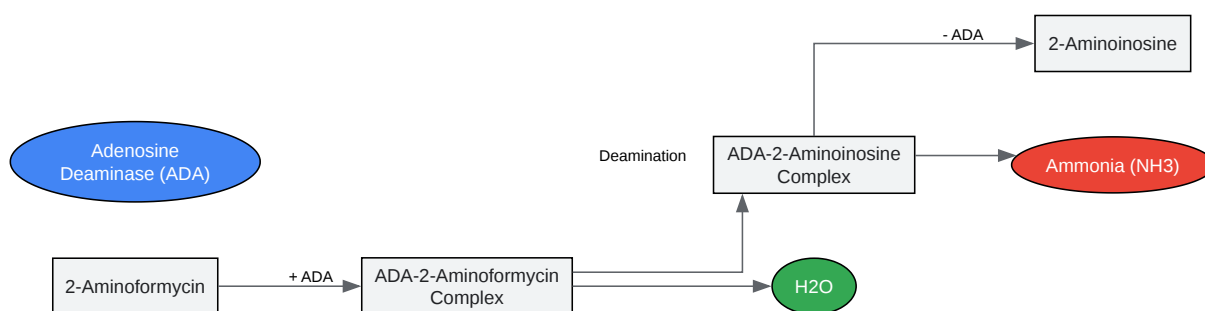 - ADA
2-Aminoinosine
Adenosine
Deaminase (ADA)
Deamination
ADA-2-Aminoinosine
Complex
Ammonia (NH3)
2-Aminoformycin
+ ADA
ADA-2-Aminoformycin
Complex
H2O